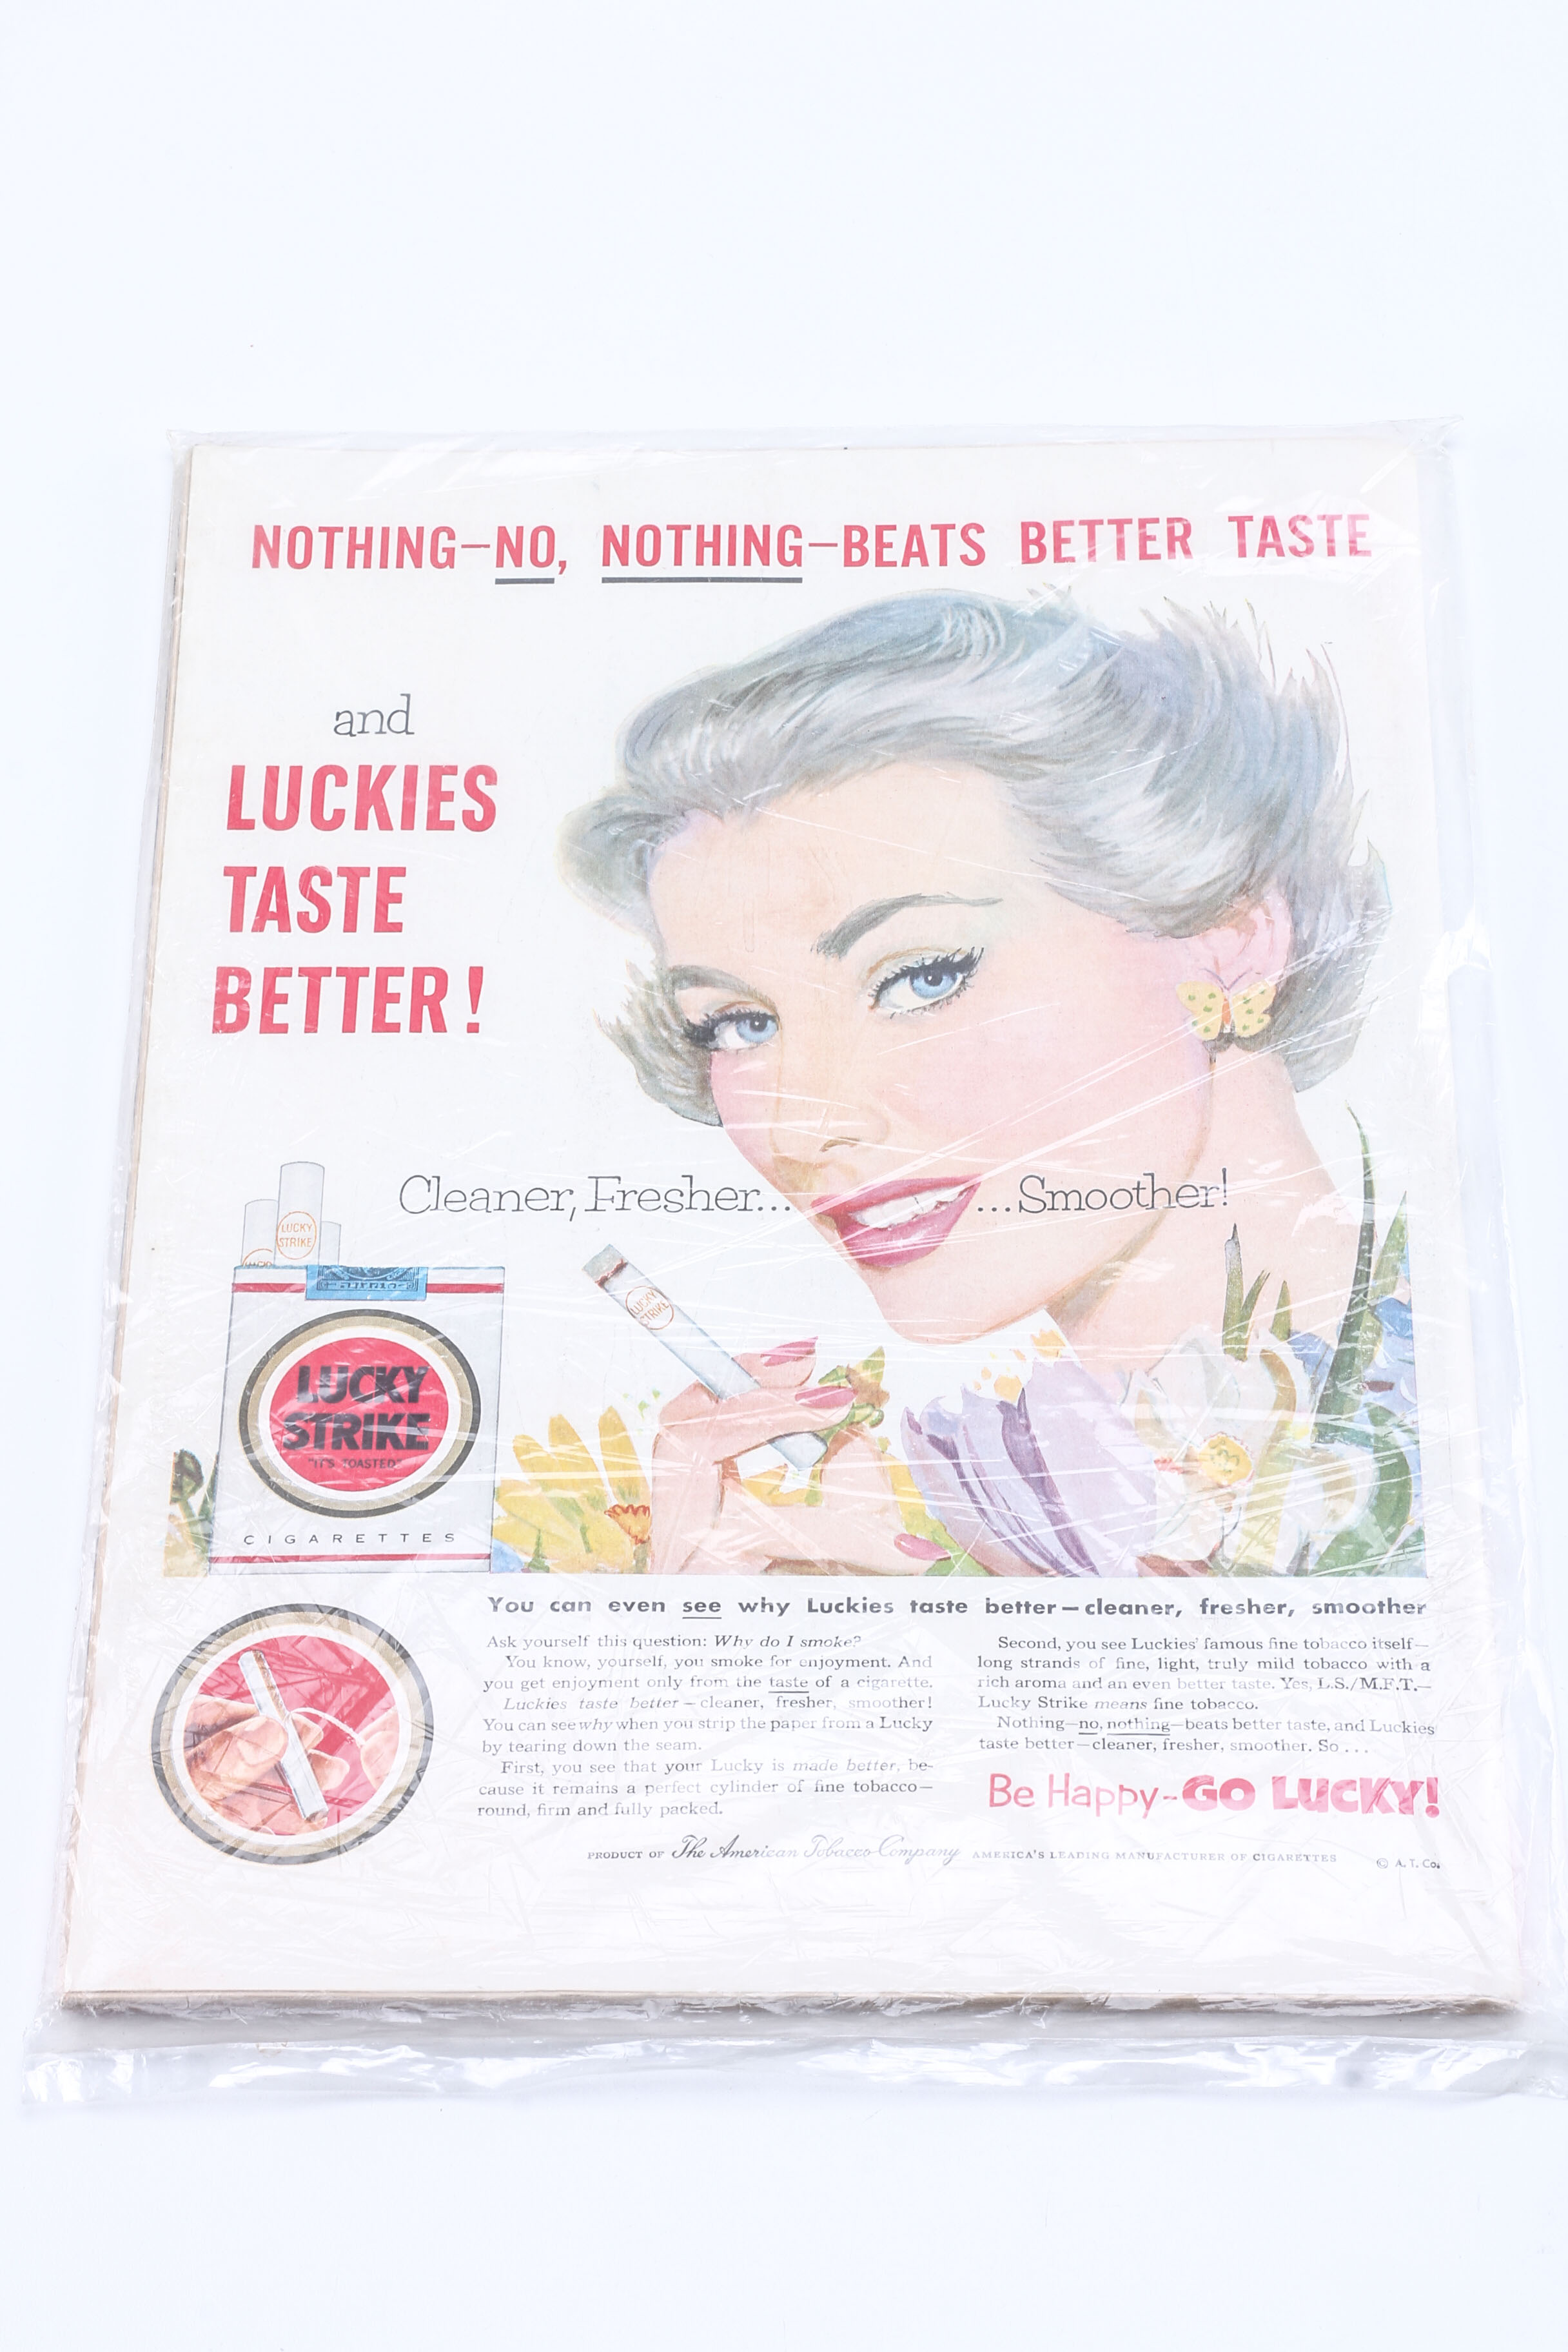 NOTHING—NO, NOTHING—BEATS BETTER TASTE
and
LUCKIES
TASTE
BETTER!
Cleaner, Fresher... ...Smoother!
LUCKY
STRIKE
LUCKY
STRIKE
LUCKY
STRIKE
"IT'S TOASTED"
CIGARETTES
You can even see why Luckies taste better—cleaner, fresher, smoother
Ask yourself this question: Why do I smoke?
You know, yourself, you smoke for enjoyment. And
you get enjoyment only from the taste of a cigarette.
Luckies taste better—cleaner, fresher, smoother!
You can see why when you strip the paper from a Lucky
by tearing down the seam.
First, you see that your Lucky is made better, be-
cause it remains a perfect cylinder of fine tobacco—
round, firm and fully packed.
Second, you see Luckies' famous fine tobacco itself—
long strands of fine, light, truly mild tobacco with a
rich aroma and an even better taste. Yes, L.S./M.F.T.—
Lucky Strike means fine tobacco.
Nothing—no, nothing—beats better taste, and Luckies
taste better—cleaner, fresher, smoother. So...
Be Happy-GO LUCKY!
PRODUCT OF The American Tobacco Company AMERICA'S LEADING MANUFACTURER OF CIGARETTES
© A. T. Co.